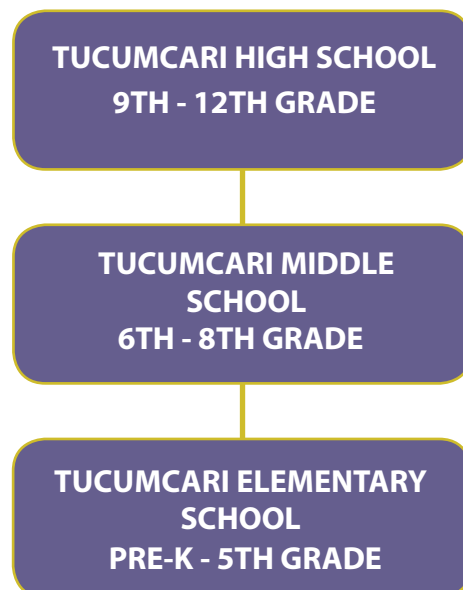 TUCUMCARI HIGH SCHOOL
9TH - 12TH GRADE
TUCUMCARI MIDDLE
SCHOOL
6TH - 8TH GRADE
TUCUMCARI ELEMENTARY
SCHOOL
PRE-K - 5TH GRADE